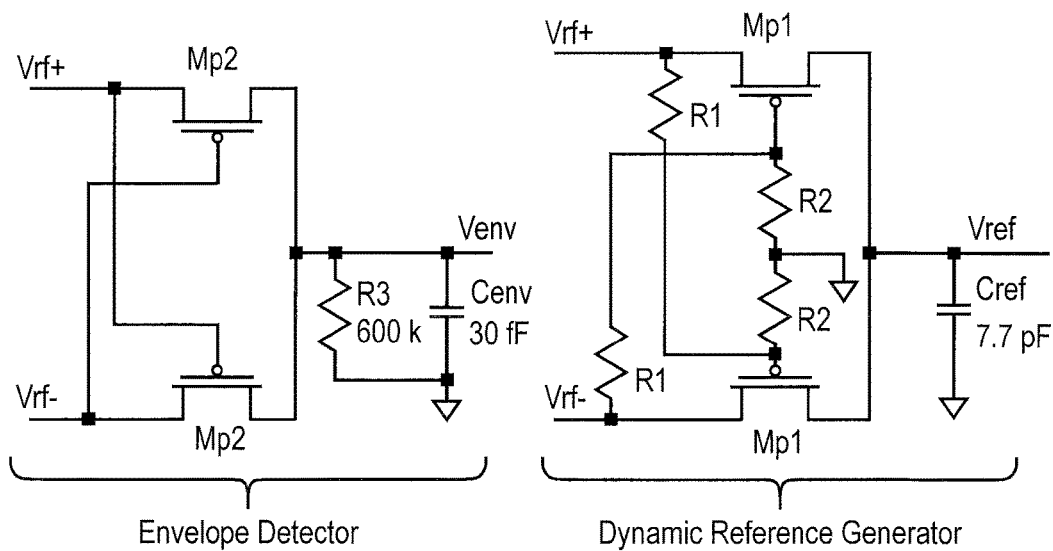 Vrf+
Mp2
Venv
R3
600 k
Cenv
30 fF
Vrf-
Mp2
Envelope Detector
Vrf+
Mp1
R1
R2
Vref
R2
Cref
7.7 pF
R1
Vrf-
Mp1
Dynamic Reference Generator